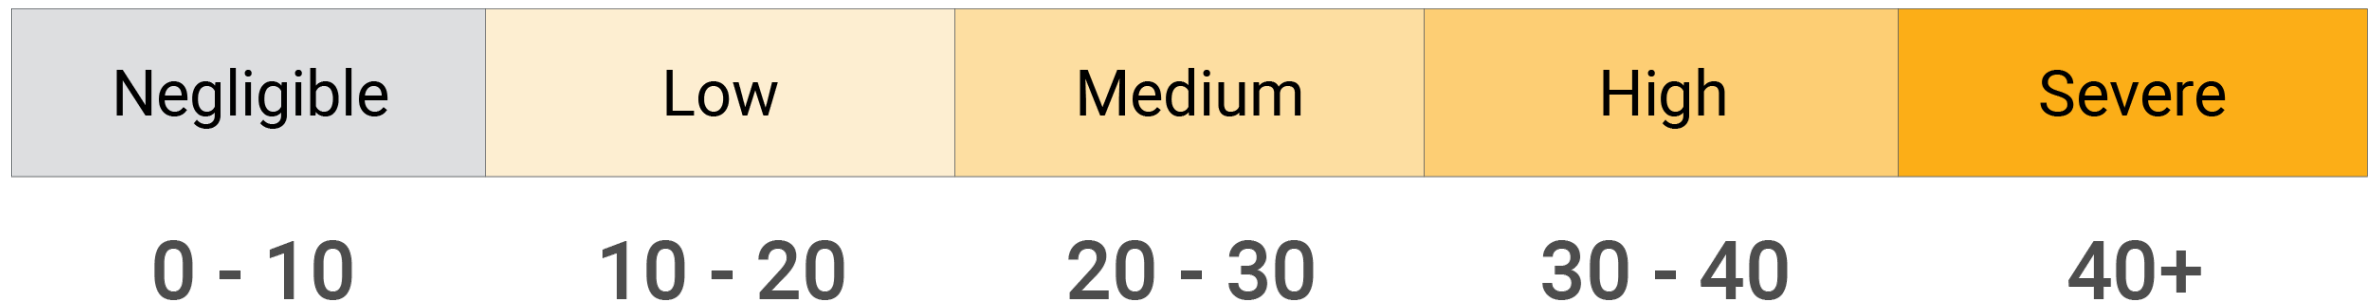 Negligible Low Medium High Severe
0 - 10 10 - 20 20 - 30 30 - 40 40+